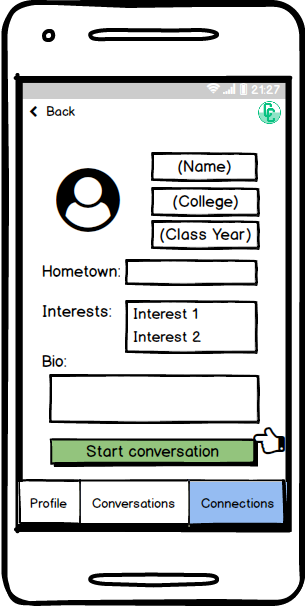 21:27
Back
CC
(Name)
(College)
(Class Year)
Hometown:
Interests:
Interest 1
Interest 2
Bio:
Start conversation
Profile
Conversations
Connections